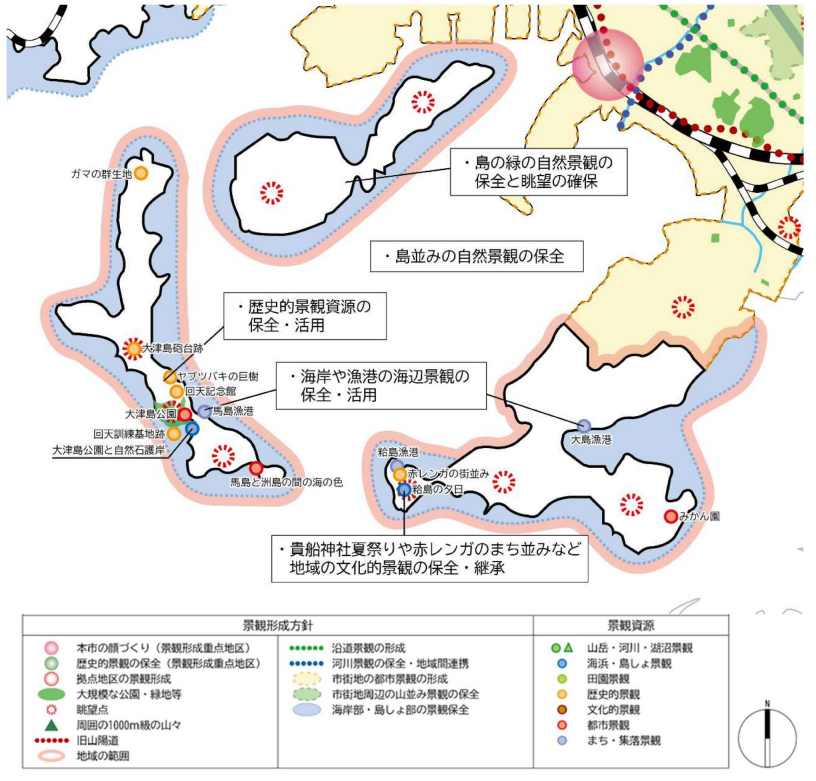 ガマの群生地
・島の緑の自然景観の
保全と眺望の確保
・島並みの自然景観の保全
・歴史的景観資源の
保全・活用
大津島砲台跡
ヤブツバキの巨樹
回天記念館
大津島公園
馬島漁港
回天訓練基地跡
大津島公園と自然石護岸
馬島と洲島の間の海の色
・海岸や漁港の海辺景観の
保全・活用
大島漁港
粭島漁港
赤レンガの街並み
粭島の夕日
みかん園
・貴船神社夏祭りや赤レンガのまち並みなど
地域の文化的景観の保全・継承
景観形成方針
本市の顔づくり（景観形成重点地区）
歴史的景観の保全（景観形成重点地区）
拠点地区の景観形成
大規模な公園・緑地等
眺望点
周囲の1000m級の山々
旧山陽道
地域の範囲
沿道景観の形成
河川景観の保全・地域間連携
市街地の都市景観の形成
市街地周辺の山並み景観の保全
海岸部・島しょ部の景観保全
景観資源
山岳・河川・湖沼景観
海浜・島しょ景観
田園景観
歴史的景観
文化的景観
都市景観
まち・集落景観
N